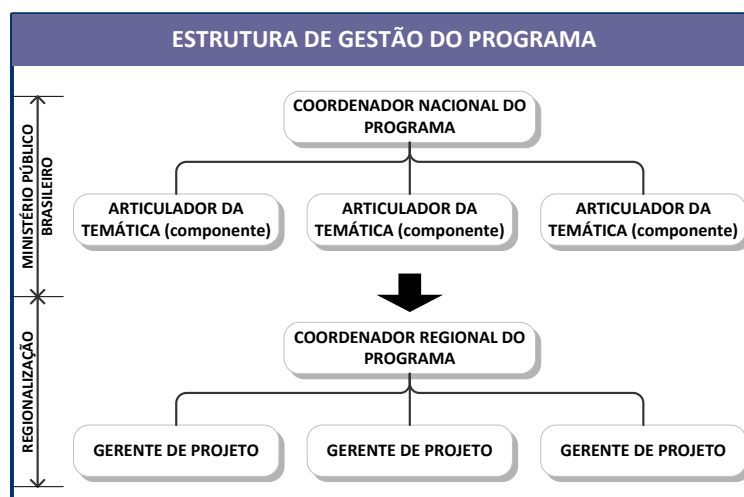 ESTRUTURA DE GESTÃO DO PROGRAMA
MINISTÉRIO PÚBLICO
BRASILEIRO
COORDENADOR NACIONAL DO
PROGRAMA
ARTICULADOR DA
TEMÁTICA (componente)
ARTICULADOR DA
TEMÁTICA (componente)
ARTICULADOR DA
TEMÁTICA (componente)
REGIONALIZAÇÃO
COORDENADOR REGIONAL DO
PROGRAMA
GERENTE DE PROJETO
GERENTE DE PROJETO
GERENTE DE PROJETO